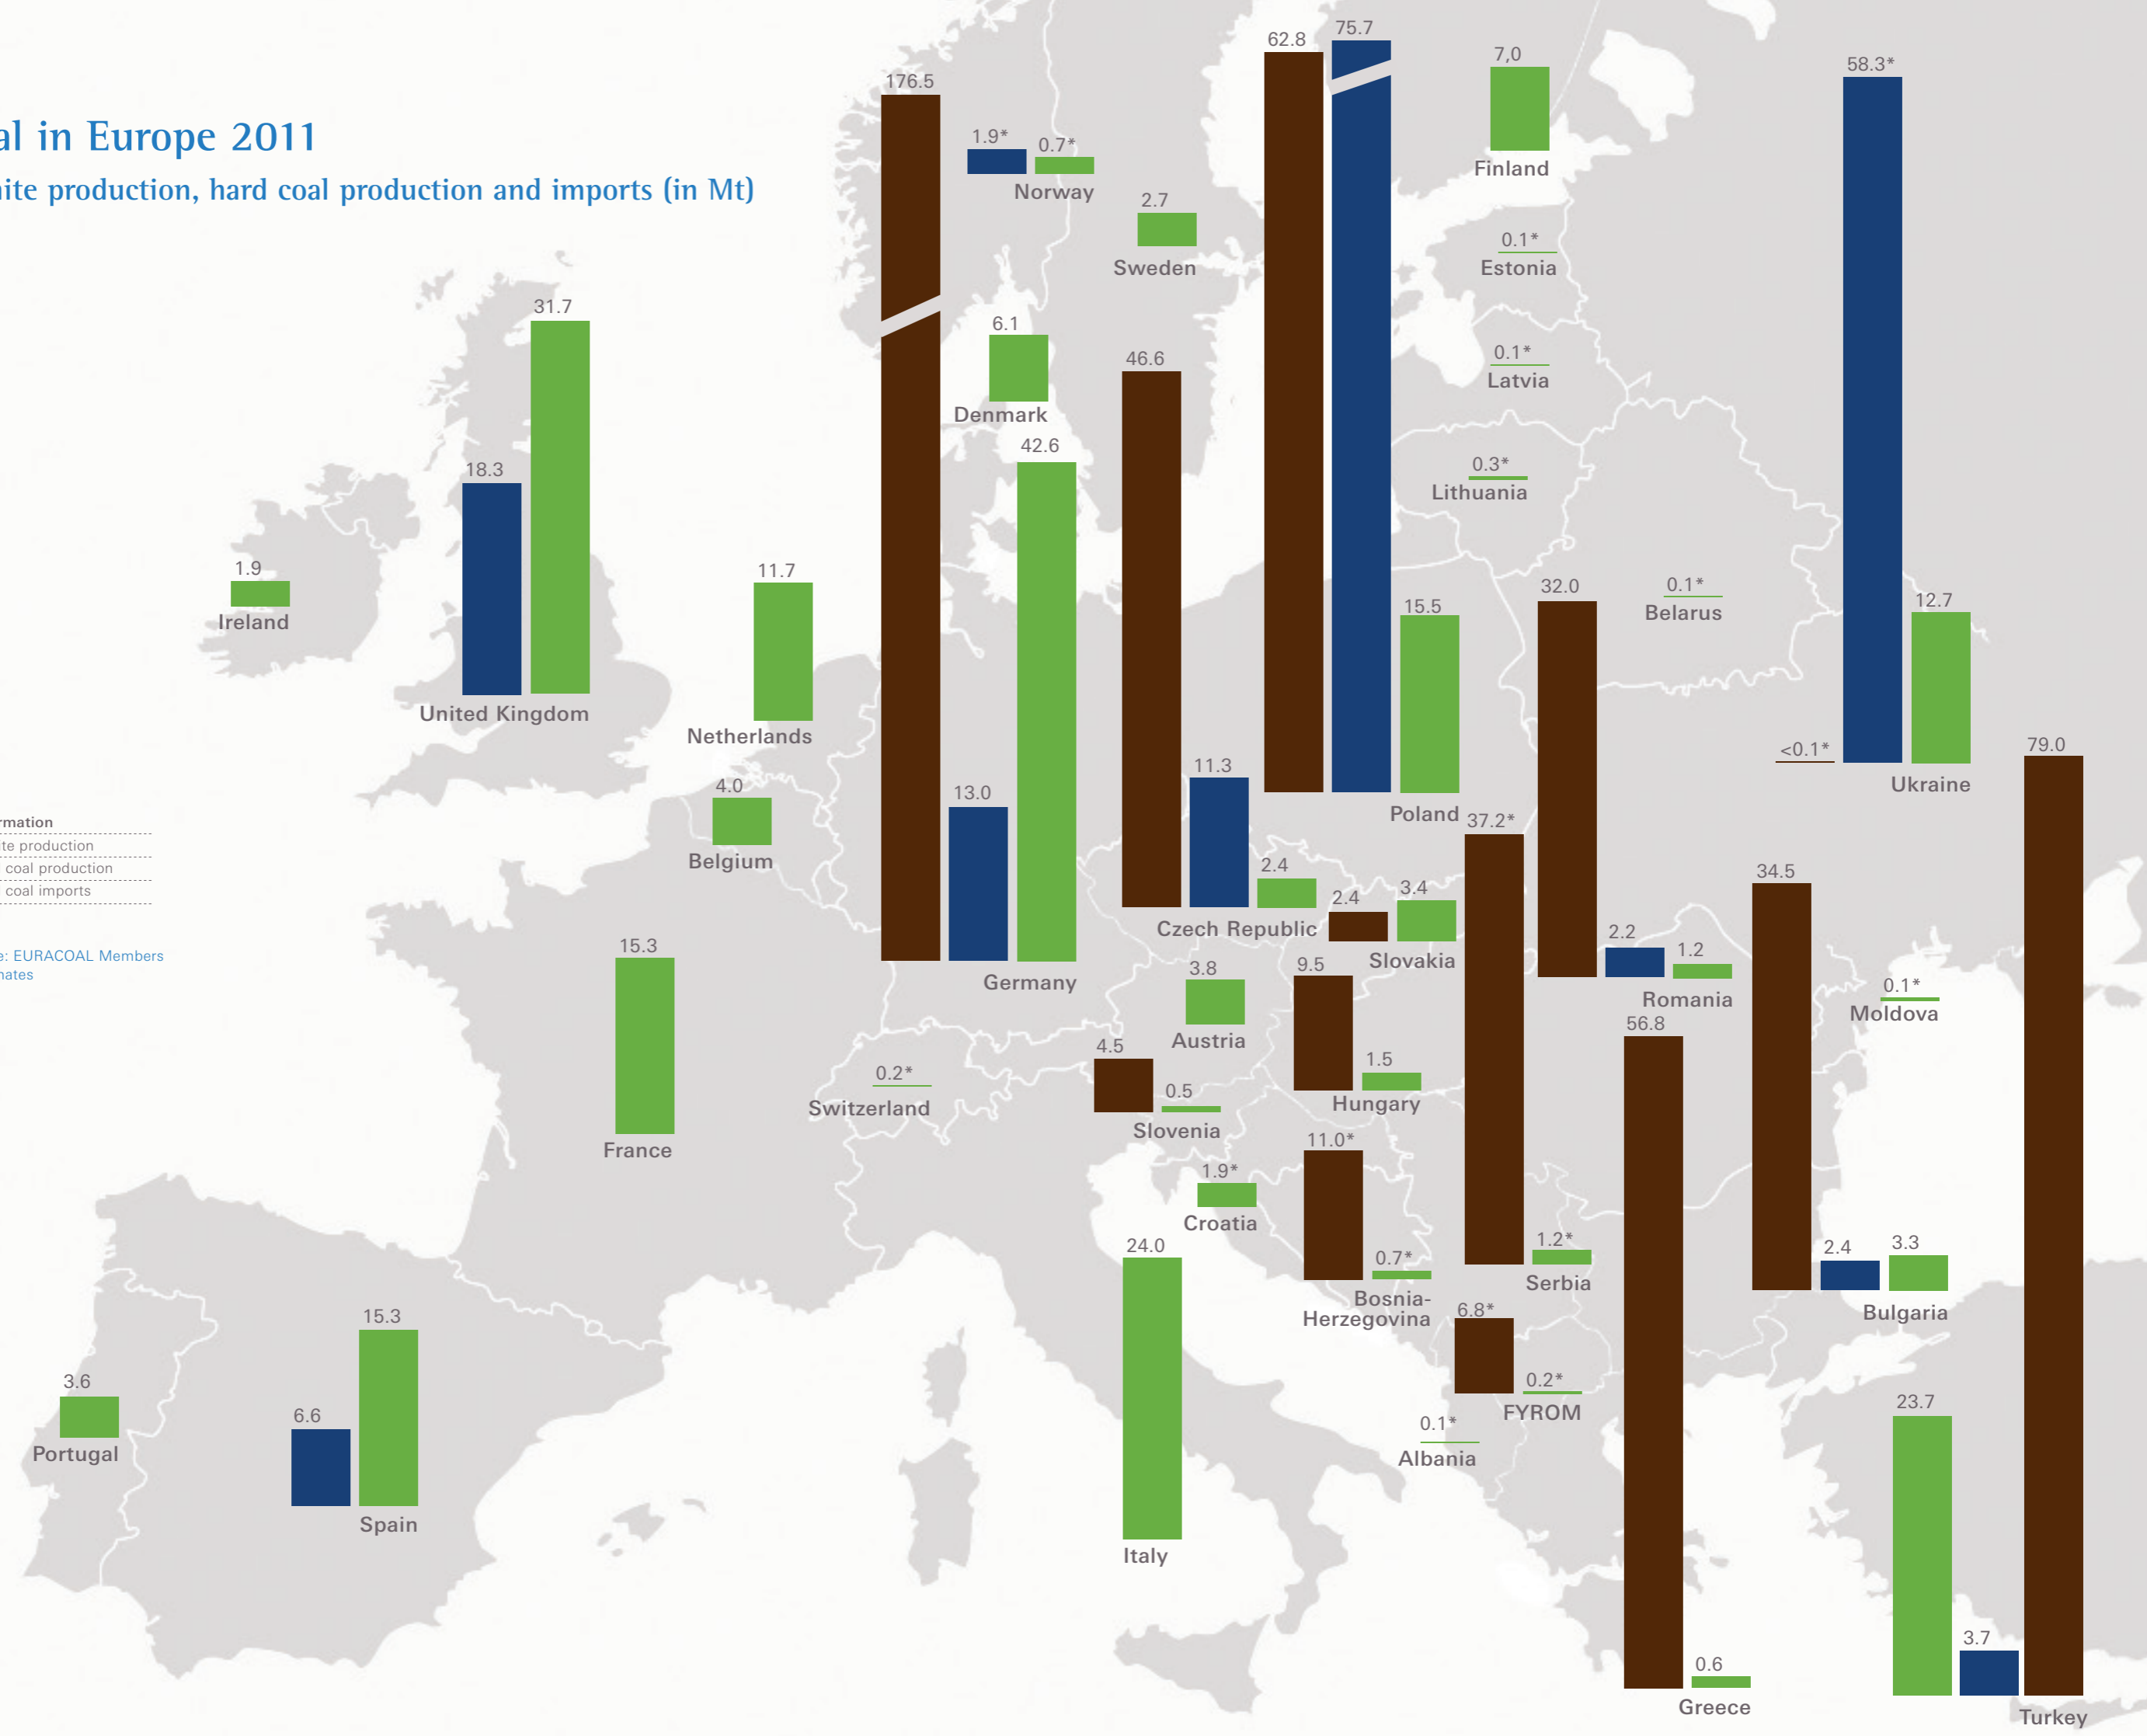 al in Europe 2011
nite production, hard coal production and imports (in Mt)
176.5
62.8
75.7
7,0
Finland
58.3*
1.9*
0.7*
Norway
2.7
Sweden
0.1*
Estonia
31.7
18.3
United Kingdom
6.1
Denmark
46.6
0.1*
Latvia
42.6
0.3*
Lithuania
1.9
Ireland
11.7
Netherlands
15.5
Poland
32.0
0.1*
Belarus
12.7
<0.1*
Ukraine
79.0
4.0
Belgium
13.0
Germany
11.3
2.4
Czech Republic
2.4
3.4
Slovakia
37.2*
34.5
rmation
ite production
coal production
coal imports
e: EURACOAL Members
nates
15.3
France
3.8
Austria
9.5
1.5
Hungary
2.2
1.2
Romania
56.8
0.1*
Moldova
0.2*
Switzerland
4.5
0.5
Slovenia
11.0*
0.7*
Bosnia-
Herzegovina
1.9*
Croatia
24.0
Italy
1.2*
Serbia
2.4
3.3
Bulgaria
6.8*
0.2*
FYROM
0.1*
Albania
3.6
Portugal
6.6
15.3
Spain
23.7
3.7
Turkey
0.6
Greece